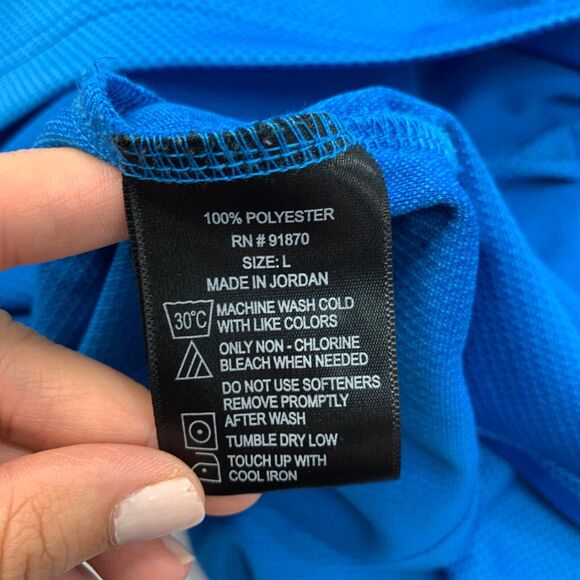 100% POLYESTER
RN # 91870
SIZE: L
MADE IN JORDAN
30°C
MACHINE WASH COLD
WITH LIKE COLORS
ONLY NON - CHLORINE
BLEACH WHEN NEEDED
DO NOT USE SOFTENERS
REMOVE PROMPTLY
AFTER WASH
TUMBLE DRY LOW
TOUCH UP WITH
COOL IRON